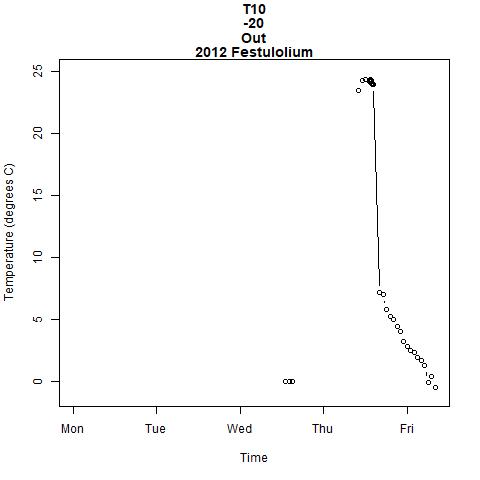 T10
-20
Out
2012 Festulolium
Temperature (degrees C)
25
20
15
10
5
0
Mon Tue Wed Thu Fri
Time